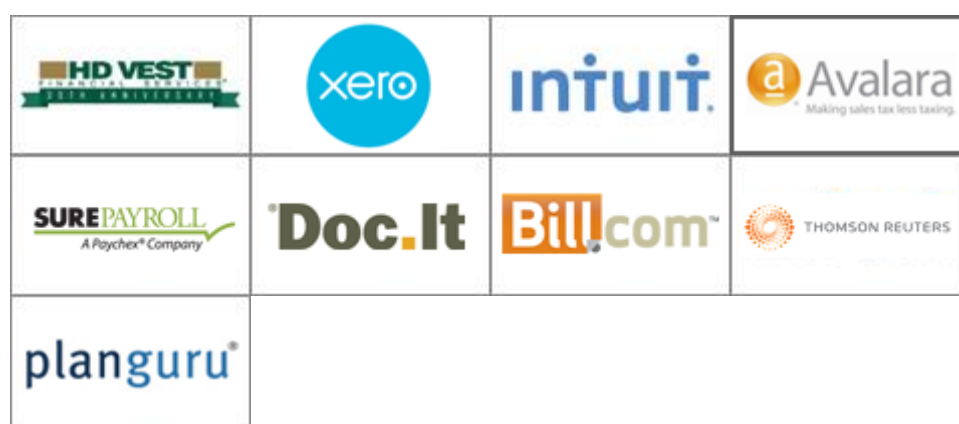 HD VEST
FINANCIAL SERVICES®
xero
intuit.
a Avalara
Making sales tax less taxing.
SUREPAYROLL
A Paychex® Company
®Doc.It
Bill.com™
THOMSON REUTERS
planguru®